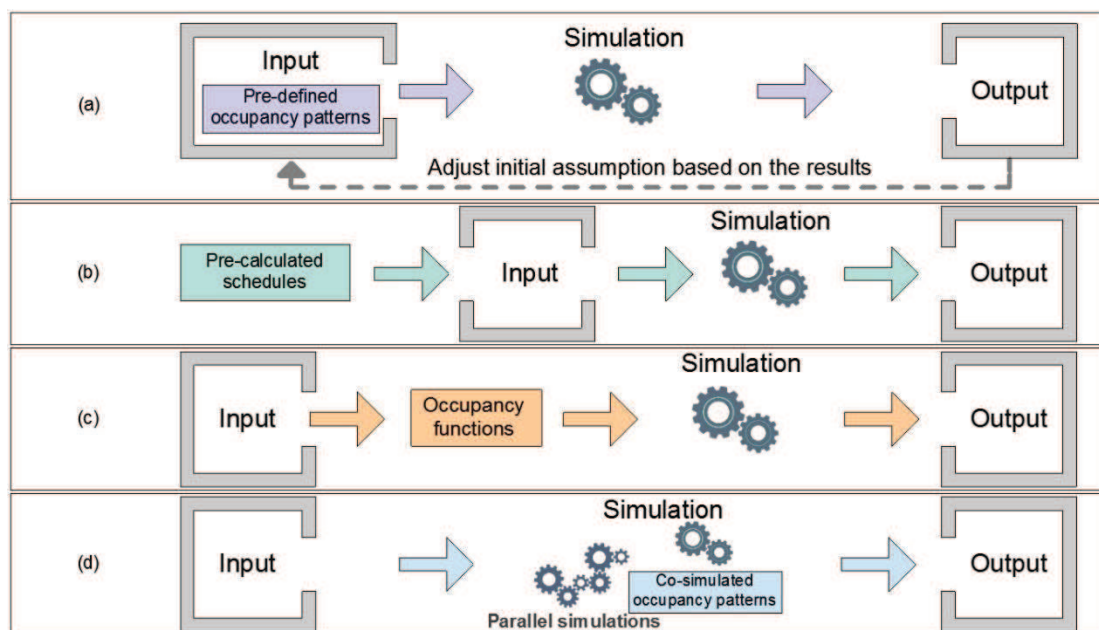 Simulation
Input
Pre-defined
occupancy patterns
Output
(a)
Adjust initial assumption based on the results
Simulation
(b)
Pre-calculated
schedules
Input
Output
Simulation
(c)
Input
Occupancy
functions
Output
Simulation
(d)
Input
Co-simulated
occupancy patterns
Output
Parallel simulations